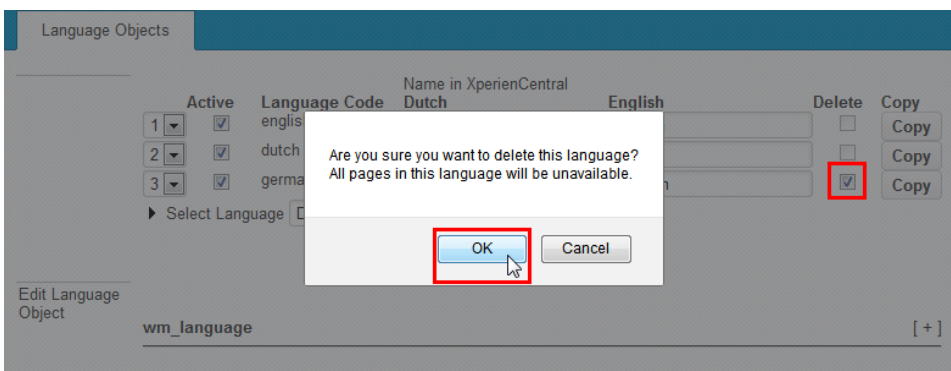 Language Objects
Name in XperienCentral
Active Language Code Dutch English Delete Copy
1 Copy
2 dutch Copy
3 Copy
Are you sure you want to delete this language?
All pages in this language will be unavailable.
Select Language
OK Cancel
Edit Language
Object
wm_language [ + ]